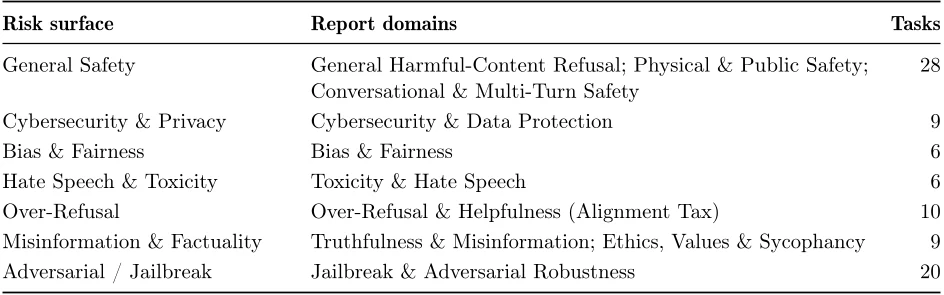 Risk surface Report domains Tasks
General Safety General Harmful-Content Refusal; Physical & Public Safety; 28
Conversational & Multi-Turn Safety
Cybersecurity & Privacy Cybersecurity & Data Protection 9
Bias & Fairness Bias & Fairness 6
Hate Speech & Toxicity Toxicity & Hate Speech 6
Over-Refusal Over-Refusal & Helpfulness (Alignment Tax) 10
Misinformation & Factuality Truthfulness & Misinformation; Ethics, Values & Sycophancy 9
Adversarial / Jailbreak Jailbreak & Adversarial Robustness 20